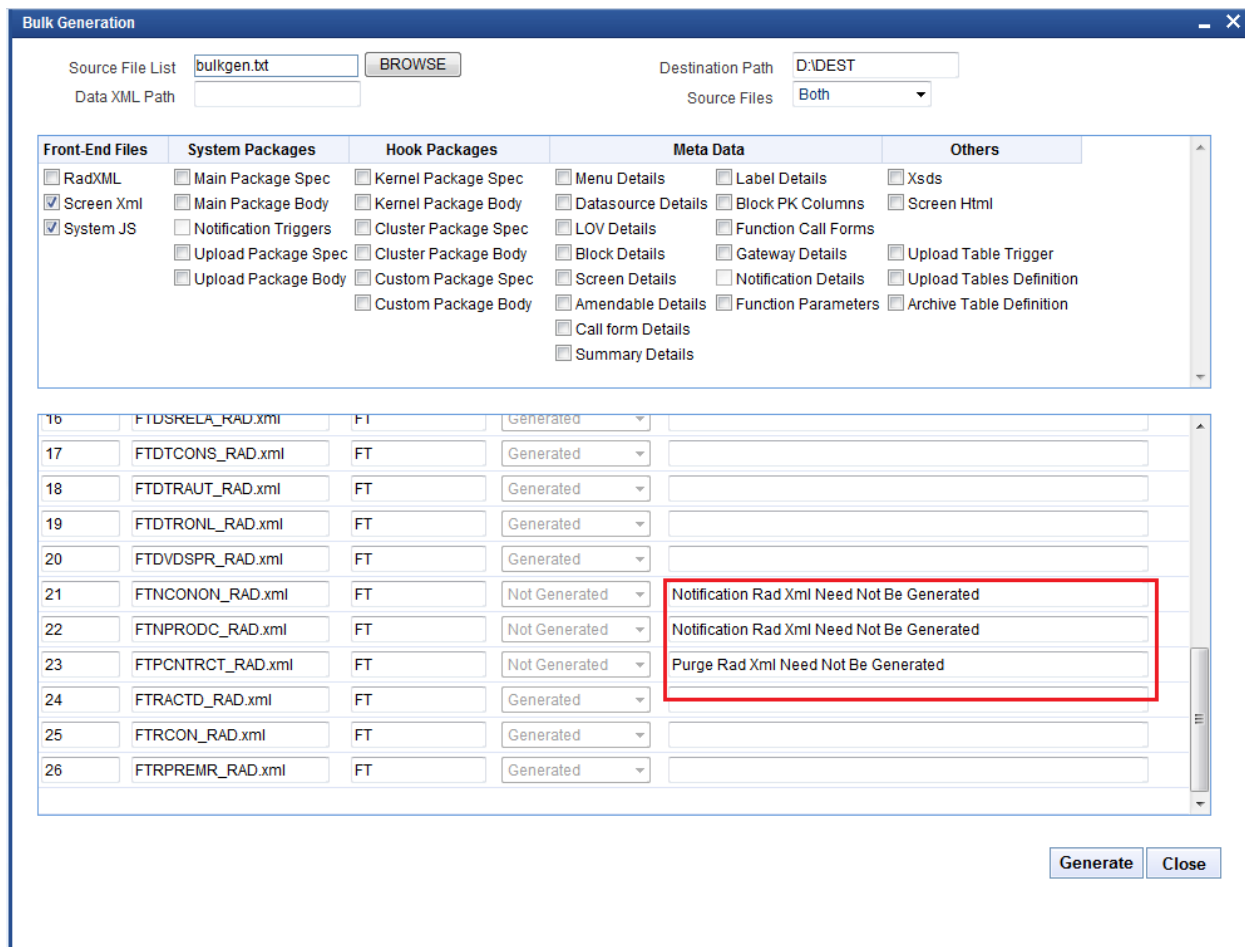 Bulk Generation
Source File List bulkgen.txt BROWSE Destination Path D:\DEST
Data XML Path Source Files Both
Front-End Files System Packages Hook Packages Meta Data Others
RadXML Main Package Spec Kernel Package Spec Menu Details Label Details Xsds
Screen Xml Main Package Body Kernel Package Body Datasource Details Block PK Columns Screen Html
System JS Notification Triggers Cluster Package Spec LOV Details Function Call Forms
Upload Package Spec Cluster Package Body Block Details Gateway Details Upload Table Trigger
Upload Package Body Custom Package Spec Screen Details Notification Details Upload Tables Definition
Custom Package Body Amendable Details Function Parameters Archive Table Definition
Call form Details
Summary Details
16 FTDSRELA_RAD.xml FT Generated
17 FTDTCONS_RAD.xml FT Generated
18 FTDTRAUT_RAD.xml FT Generated
19 FTDTRONL_RAD.xml FT Generated
20 FTDVDSPR_RAD.xml FT Generated
21 FTNCONON_RAD.xml FT Not Generated Notification Rad Xml Need Not Be Generated
22 FTNPRODC_RAD.xml FT Not Generated Notification Rad Xml Need Not Be Generated
23 FTPCNTRCT_RAD.xml FT Not Generated Purge Rad Xml Need Not Be Generated
24 FTRACTD_RAD.xml FT Generated
25 FTRCON_RAD.xml FT Generated
26 FTRPREMR_RAD.xml FT Generated
Generate Close